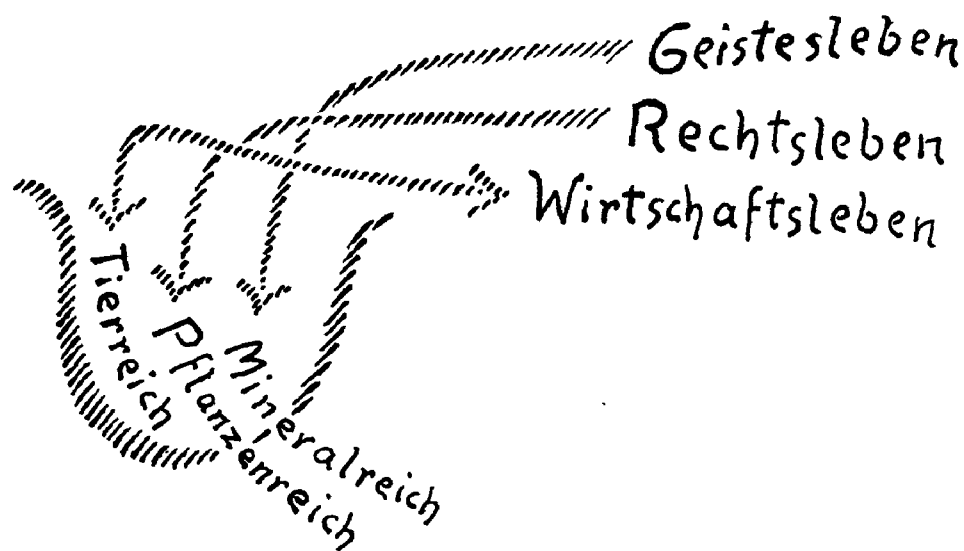 Geistesleben
Rechtsleben
Wirtschaftsleben
Tierreich
Pflanzenreich
Mineralreich